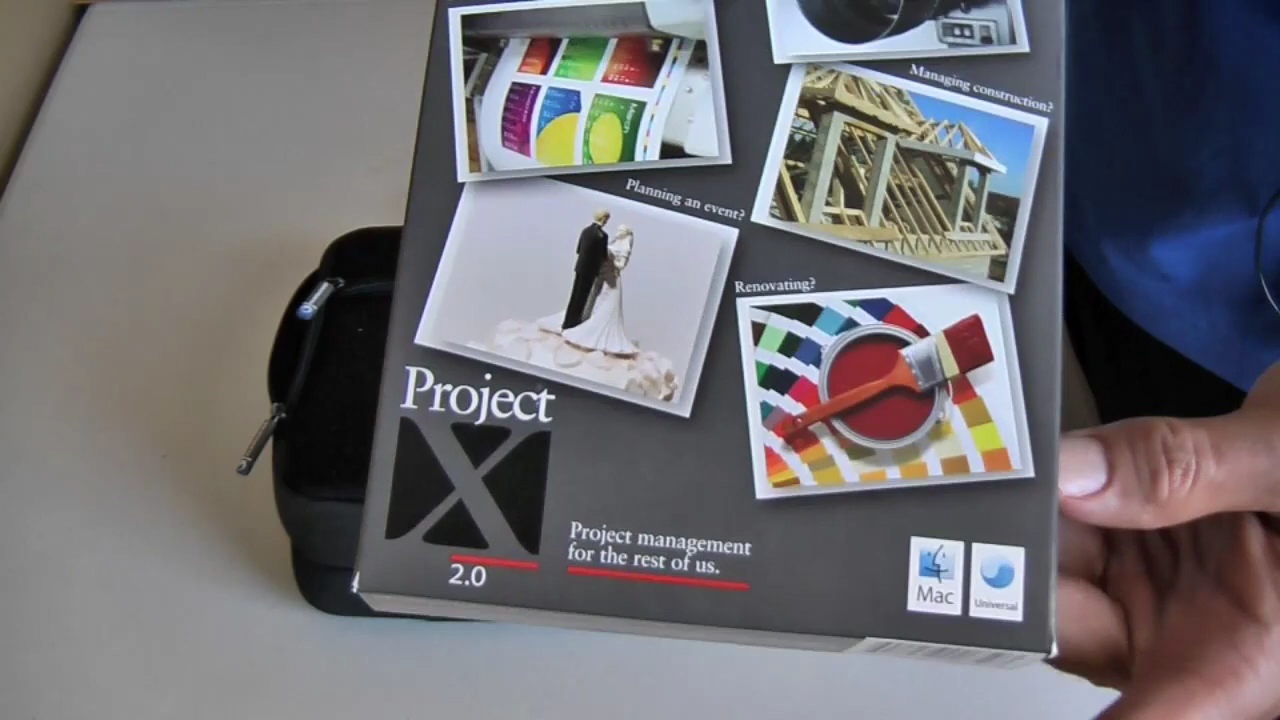 Managing construction?
Planning an event?
Renovating?
Project
X
2.0
Project management
for the rest of us.
Mac
Universal